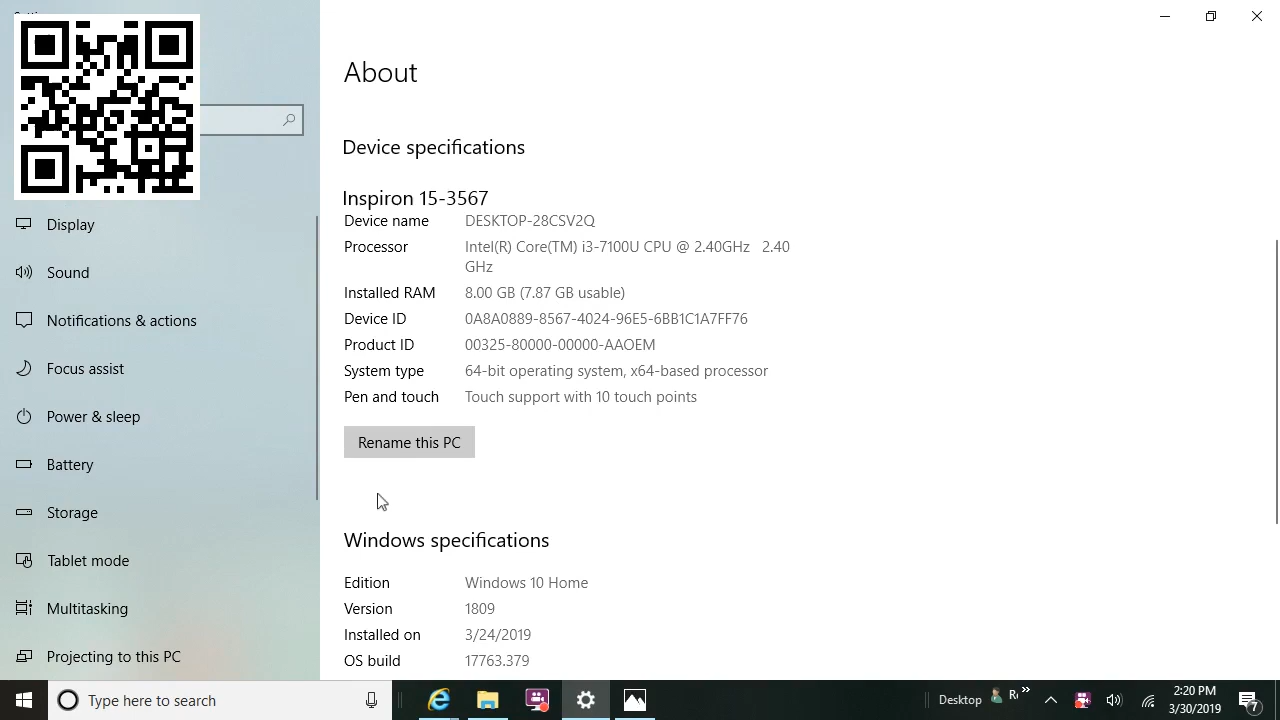 About
Device specifications
Inspiron 15-3567
Device name DESKTOP-28CSV2Q
Processor Intel(R) Core(TM) i3-7100U CPU @ 2.40GHz 2.40
GHz
Installed RAM 8.00 GB (7.87 GB usable)
Device ID 0A8A0889-8567-4024-96E5-6BB1C1A7FF76
Product ID 00325-80000-00000-AAOEM
System type 64-bit operating system, x64-based processor
Pen and touch Touch support with 10 touch points
Rename this PC
Windows specifications
Edition Windows 10 Home
Version 1809
Installed on 3/24/2019
OS build 17763.379
Display
Sound
Notifications & actions
Focus assist
Power & sleep
Battery
Storage
Tablet mode
Multitasking
Projecting to this PC
Type here to search
Desktop
2:20 PM
3/30/2019
7